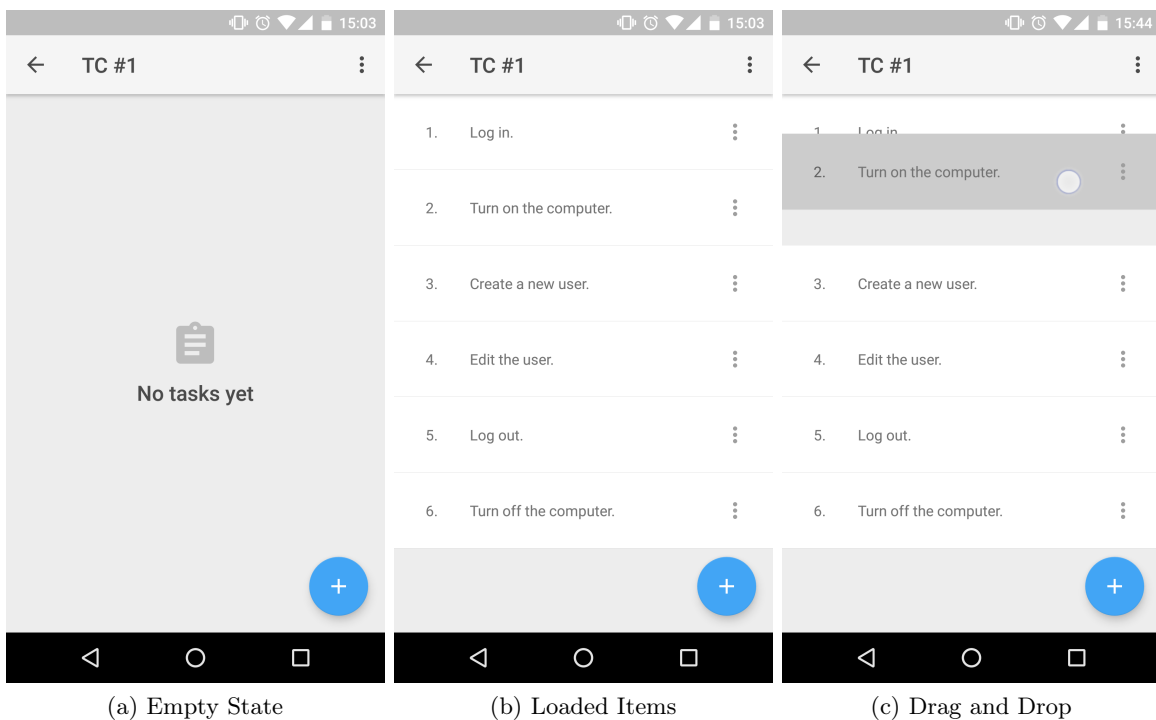 15:03
TC #1
No tasks yet
(a) Empty State
15:03
TC #1
1. Log in.
2. Turn on the computer.
3. Create a new user.
4. Edit the user.
5. Log out.
6. Turn off the computer.
(b) Loaded Items
15:44
TC #1
1. Log in.
2. Turn on the computer.
3. Create a new user.
4. Edit the user.
5. Log out.
6. Turn off the computer.
(c) Drag and Drop